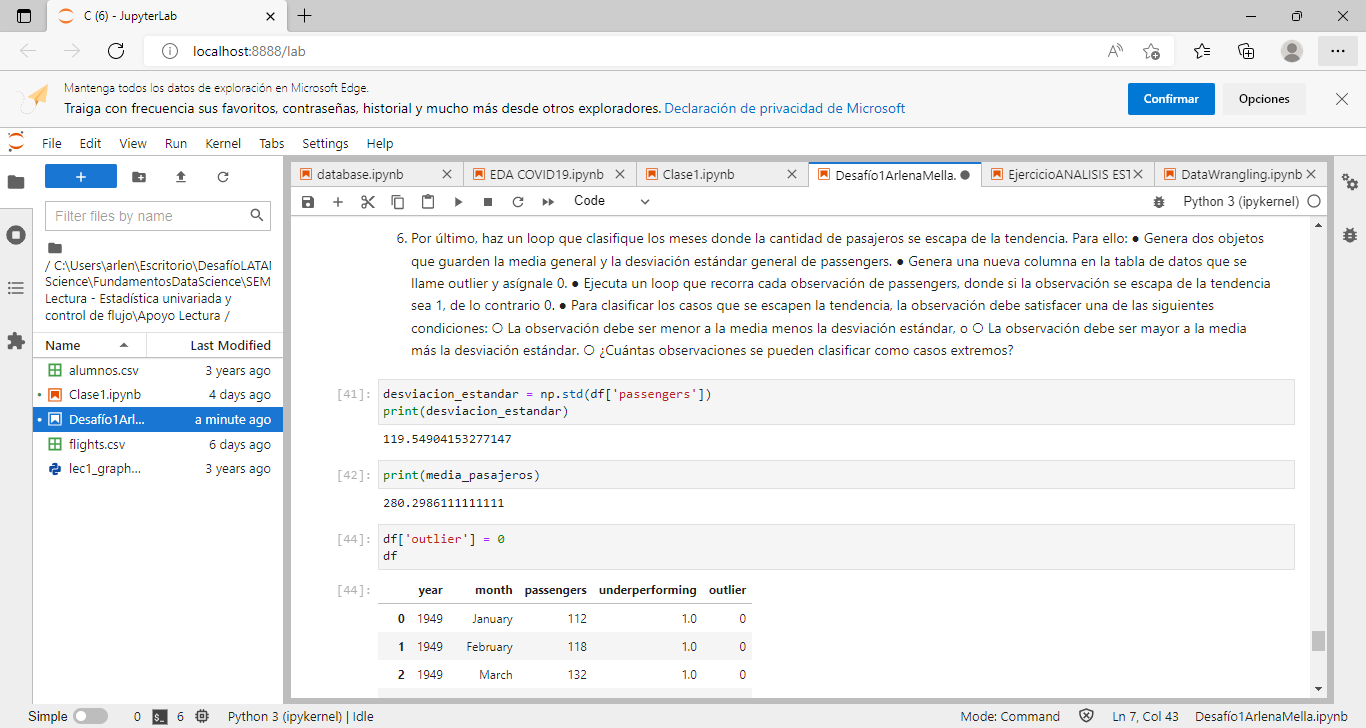 C (6) - JupyterLab
localhost:8888/lab
Mantenga todos los datos de exploración en Microsoft Edge.
Traiga con frecuencia sus favoritos, contraseñas, historial y mucho más desde otros exploradores. Declaración de privacidad de Microsoft
Confirmar
Opciones
File Edit View Run Kernel Tabs Settings Help
Filter files by name
/ C:\Users\arlen\Escritorio\DesafíoLATAI
Science\FundamentosDataScience\SEM
Lectura - Estadística univariada y
control de flujo\Apoyo Lectura /
Name Last Modified
alumnos.csv 3 years ago
Clase1.ipynb 4 days ago
Desafío1Arl... a minute ago
flights.csv 6 days ago
lec1_graph... 3 years ago
database.ipynb
EDA COVID19.ipynb
Clase1.ipynb
Desafío1ArlenaMella.
EjercicioANALISIS EST
DataWrangling.ipynb
Code
Python 3 (ipykernel)
6. Por último, haz un loop que clasifique los meses donde la cantidad de pasajeros se escapa de la tendencia. Para ello: ● Genera dos objetos
que guarden la media general y la desviación estándar general de passengers. ● Genera una nueva columna en la tabla de datos que se
llame outlier y asígnale 0. ● Ejecuta un loop que recorra cada observación de passengers, donde si la observación se escapa de la tendencia
sea 1, de lo contrario 0. ● Para clasificar los casos que se escapen la tendencia, la observación debe satisfacer una de las siguientes
condiciones: ○ La observación debe ser menor a la media menos la desviación estándar, o ○ La observación debe ser mayor a la media
más la desviación estándar. ○ ¿Cuántas observaciones se pueden clasificar como casos extremos?
[41]: desviacion_estandar = np.std(df['passengers'])
print(desviacion_estandar)
119.54904153277147
[42]: print(media_pasajeros)
280.2986111111111
[44]: df['outlier'] = 0
df
[44]: year month passengers underperforming outlier
0 1949 January 112 1.0 0
1 1949 February 118 1.0 0
2 1949 March 132 1.0 0
Simple 0 $_ 6 Python 3 (ipykernel) | Idle
Mode: Command Ln 7, Col 43 Desafío1ArlenaMella.ipynb